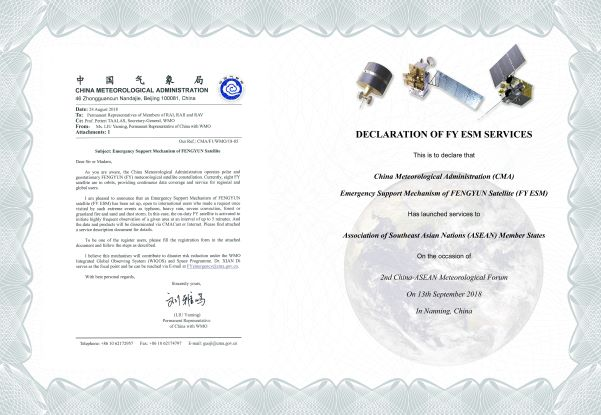 中 国 气 象 局
CHINA METEOROLOGICAL ADMINISTRATION
46 Zhongguancun Nandajie, Beijing 100081, China
Date: 24 August 2018
To: Permanent Representatives of Members of RAI, RAII and RAV
Cc: Prof. Petteri TAALAS, Secretary-General, WMO
From: Mr. LIU Yaming, Permanent Representative of China with WMO
Attachments: 1
Our Ref.: CMA/F1/WMO/18-05
Subject: Emergency Support Mechanism of FENGYUN Satellite
Dear Sir or Madam,
As you are aware, the China Meteorological Administration operates polar and
geostationary FENGYUN (FY) meteorological satellite constellation. Currently, eight FY
satellite are in orbits, providing continuous data coverage and service for regional and
global users.
I am pleased to announce that an Emergency Support Mechanism of FENGYUN
satellite (FY ESM) has been set up, open to international users who made a request once
visited by such extreme events as typhoon, heavy rain, severe convection, forest or
grassland fire and sand and dust storm. In this case, the on-duty FY satellite is activated to
initiate highly frequent observation of a given area at an interval of up to 5 minutes. And
the data and products will be disseminated via CMACast or Internet. Please find attached
a service description document for details.
To be one of the register users, please fill the registration form in the attached
document and follow the steps as described.
I believe this mechanism will contribute to disaster risk reduction under the WMO
Integrated Global Observing System (WIGOS) and Space Programme. Dr. XIAN Di
serves as the focal point and can be reached via E-mail at FYemergency@cma.gov.cn.
With best personal regards,
Sincerely yours,
(LIU Yaming)
Permanent Representative
of China with WMO
Telephone: +86 10 62172957 Fax: +86 10 62174797 E-mail: gjs@cma.gov.cn
DECLARATION OF FY ESM SERVICES
This is to declare that
China Meteorological Administration (CMA)
Emergency Support Mechanism of FENGYUN Satellite (FY ESM)
Has launched services to
Association of Southeast Asian Nations (ASEAN) Member States
On the occasion of
2nd China-ASEAN Meteorological Forum
On 13th September 2018
In Nanning, China